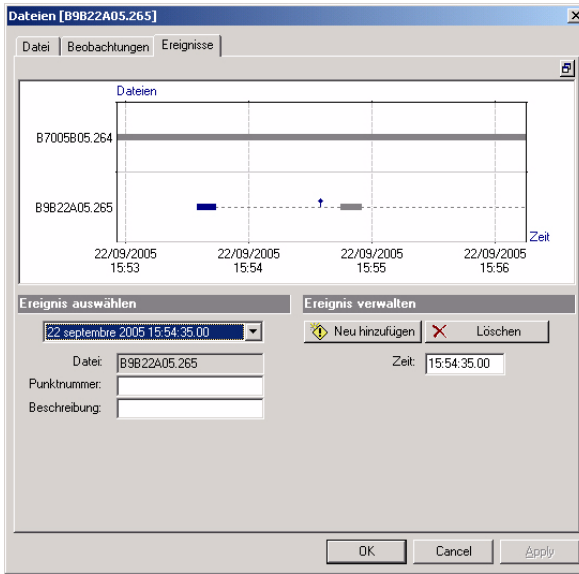 Dateien [B9B22A05.265]
Datei Beobachtungen Ereignisse
Dateien
B7005B05.264
B9B22A05.265
Zeit
22/09/2005 22/09/2005 22/09/2005 22/09/2005
15:53 15:54 15:55 15:56
Ereignis auswählen Ereignis verwalten
22 septembre 2005 15:54:35.00 Neu hinzufügen Löschen
Datei: B9B22A05.265 Zeit: 15:54:35.00
Punktnummer:
Beschreibung:
OK Cancel Apply